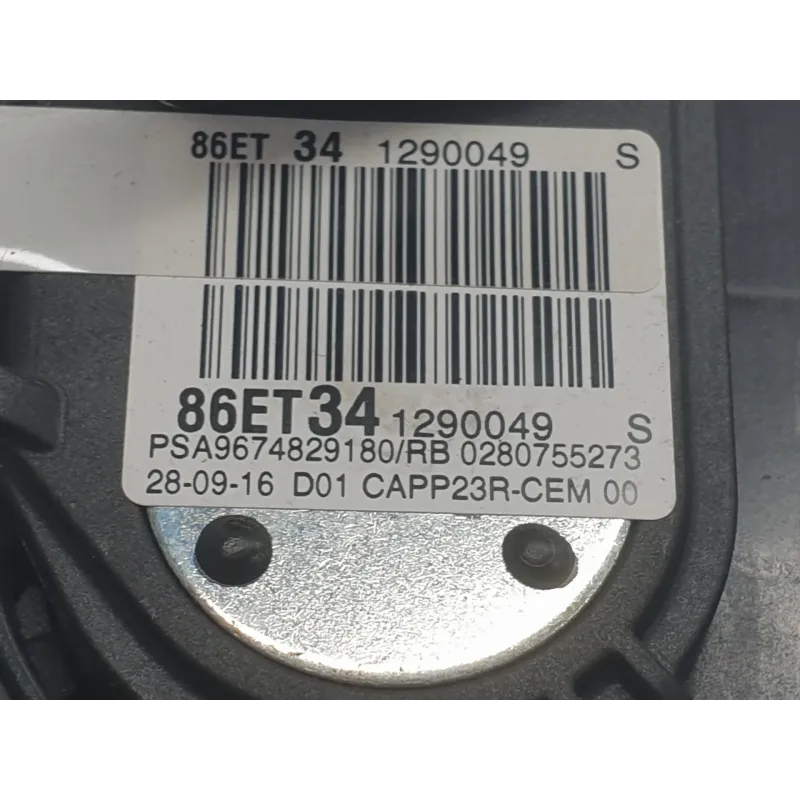 86ET 34 1290049 S
86ET34 1290049 S
PSA9674829180/RB 0280755273
28-09-16 D01 CAPP23R-CEM 00